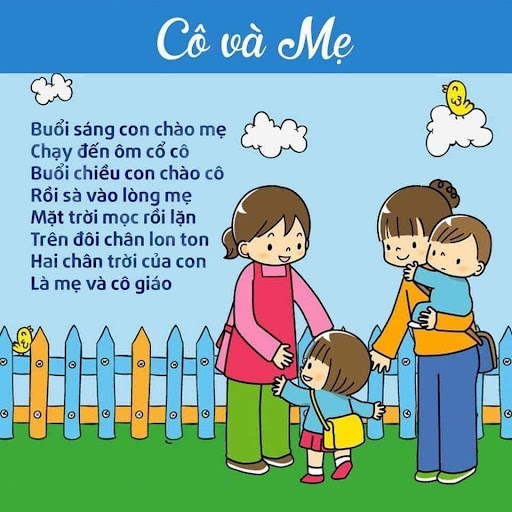 Cô và Mẹ
Buổi sáng con chào mẹ
Chạy đến ôm cổ cô
Buổi chiều con chào cô
Rồi sà vào lòng mẹ
Mặt trời mọc rồi lặn
Trên đôi chân lon ton
Hai chân trời của con
Là mẹ và cô giáo